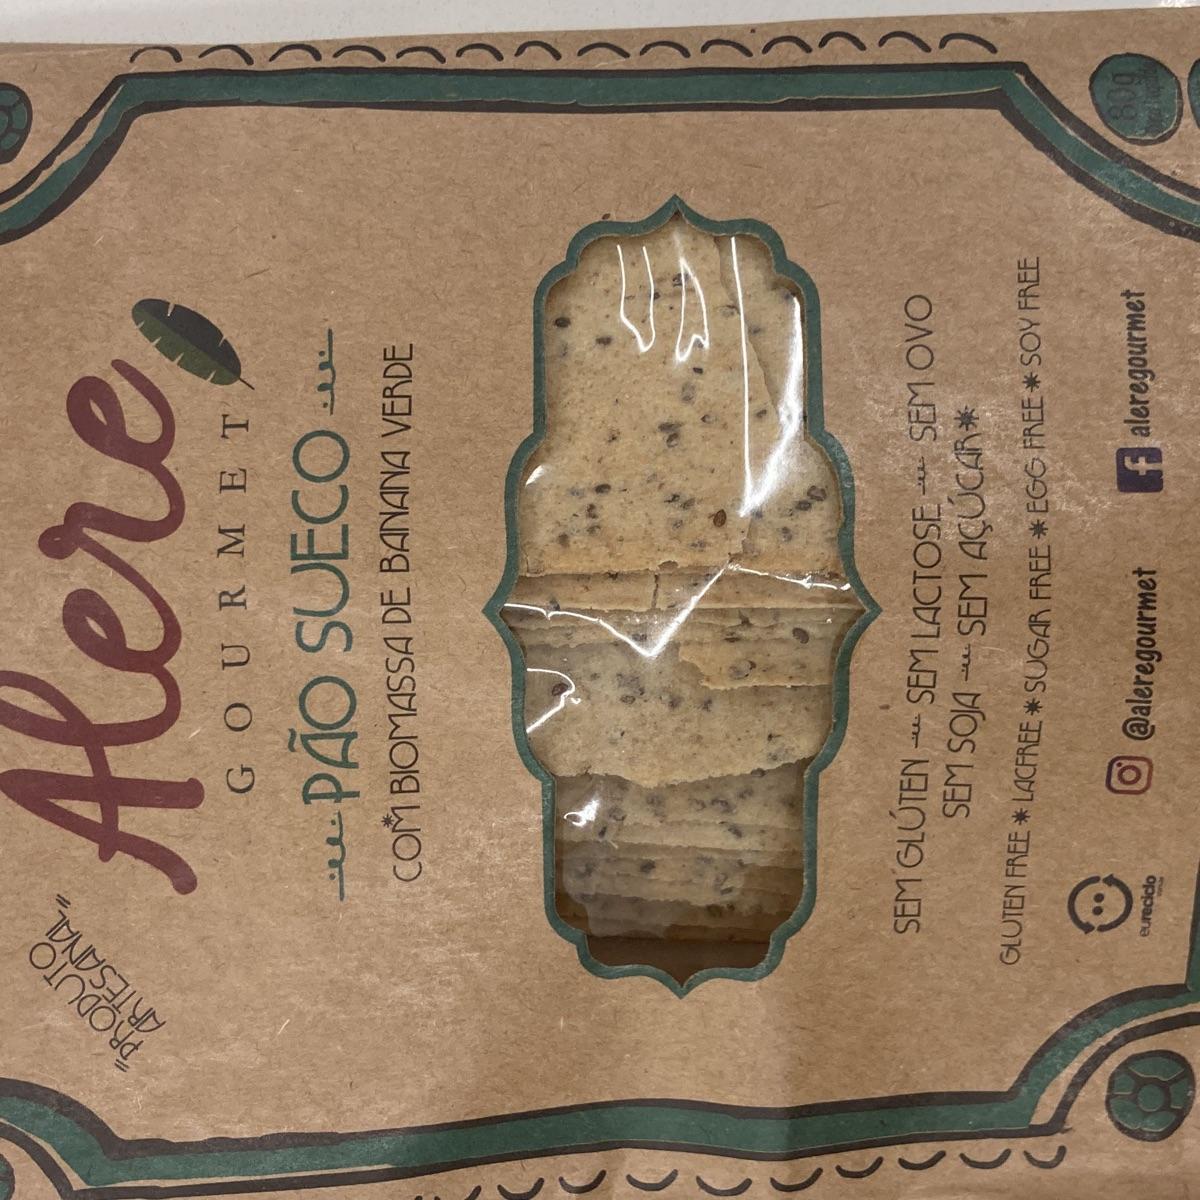 "PRODUTO
ARTESANAL"
Alere
GOURMET
PÃO SUECO
COM BIOMASSA DE BANANA VERDE
SEM GLÚTEN SEM LACTOSE SEM OVO
SEM SOJA SEM AÇÚCAR*
GLUTEN FREE * LACFREE * SUGAR FREE * EGG FREE * SOY FREE
eureciclo
@aleregourmet
aleregourmet
80g